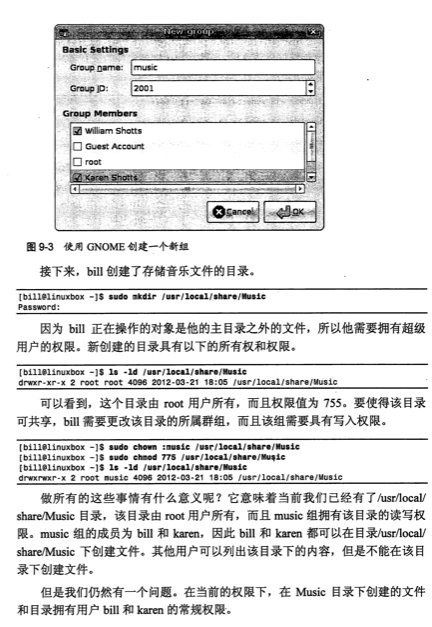 New group
Basic Settings
Group name: music
Group ID: 2001
Group Members
William Shotts
Guest Account
root
Karen Shotts
Cancel OK
图 9-3 使用 GNOME 创建一个新组
接下来，bill 创建了存储音乐文件的目录。
[bill@linuxbox ~]$ sudo mkdir /usr/local/share/Music
Password:
因为 bill 正在操作的对象是他的主目录之外的文件，所以他需要拥有超级
用户的权限。新创建的目录具有以下的所有权和权限。
[bill@linuxbox ~]$ ls -ld /usr/local/share/Music
drwxr-xr-x 2 root root 4096 2012-03-21 18:05 /usr/local/share/Music
可以看到，这个目录由 root 用户所有，而且权限值为 755。要使得该目录
可共享，bill 需要更改该目录的所属群组，而且该组需要具有写入权限。
[bill@linuxbox ~]$ sudo chown :music /usr/local/share/Music
[bill@linuxbox ~]$ sudo chmod 775 /usr/local/share/Music
[bill@linuxbox ~]$ ls -ld /usr/local/share/Music
drwxrwxr-x 2 root music 4096 2012-03-21 18:05 /usr/local/share/Music
做所有的这些事情有什么意义呢？它意味着当前我们已经有了/usr/local/
share/Music 目录，该目录由 root 用户所有，而且 music 组拥有该目录的读写权
限。music 组的成员为 bill 和 karen，因此 bill 和 karen 都可以在目录/usr/local/
share/Music 下创建文件。其他用户可以列出该目录下的内容，但是不能在该目
录下创建文件。
但是我们仍然有一个问题。在当前的权限下，在 Music 目录下创建的文件
和目录拥有用户 bill 和 karen 的常规权限。